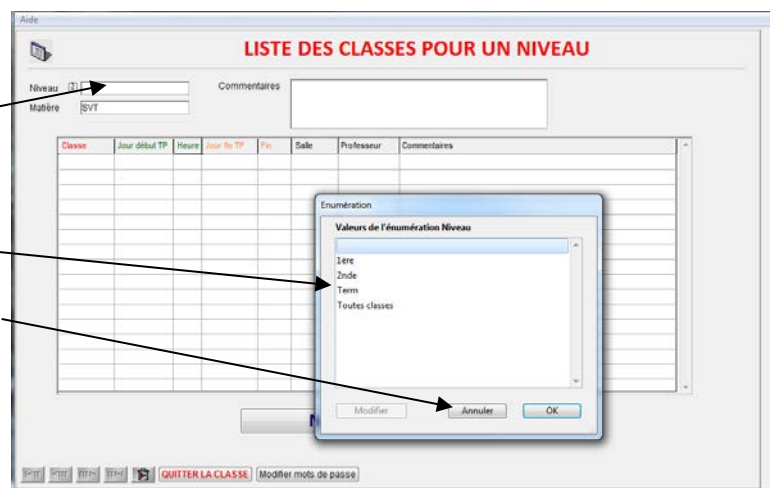 Aide
LISTE DES CLASSES POUR UN NIVEAU
Niveau
Commentaires
Matière SVT
Classe Jour début TP Heure Jour fin TP Fin Salle Professeur Commentaires
Enumération
Valeurs de l'énumération Niveau
1ère
2nde
Term
Toutes classes
Modifier Annuler OK
QUITTER LA CLASSE Modifier mots de passe